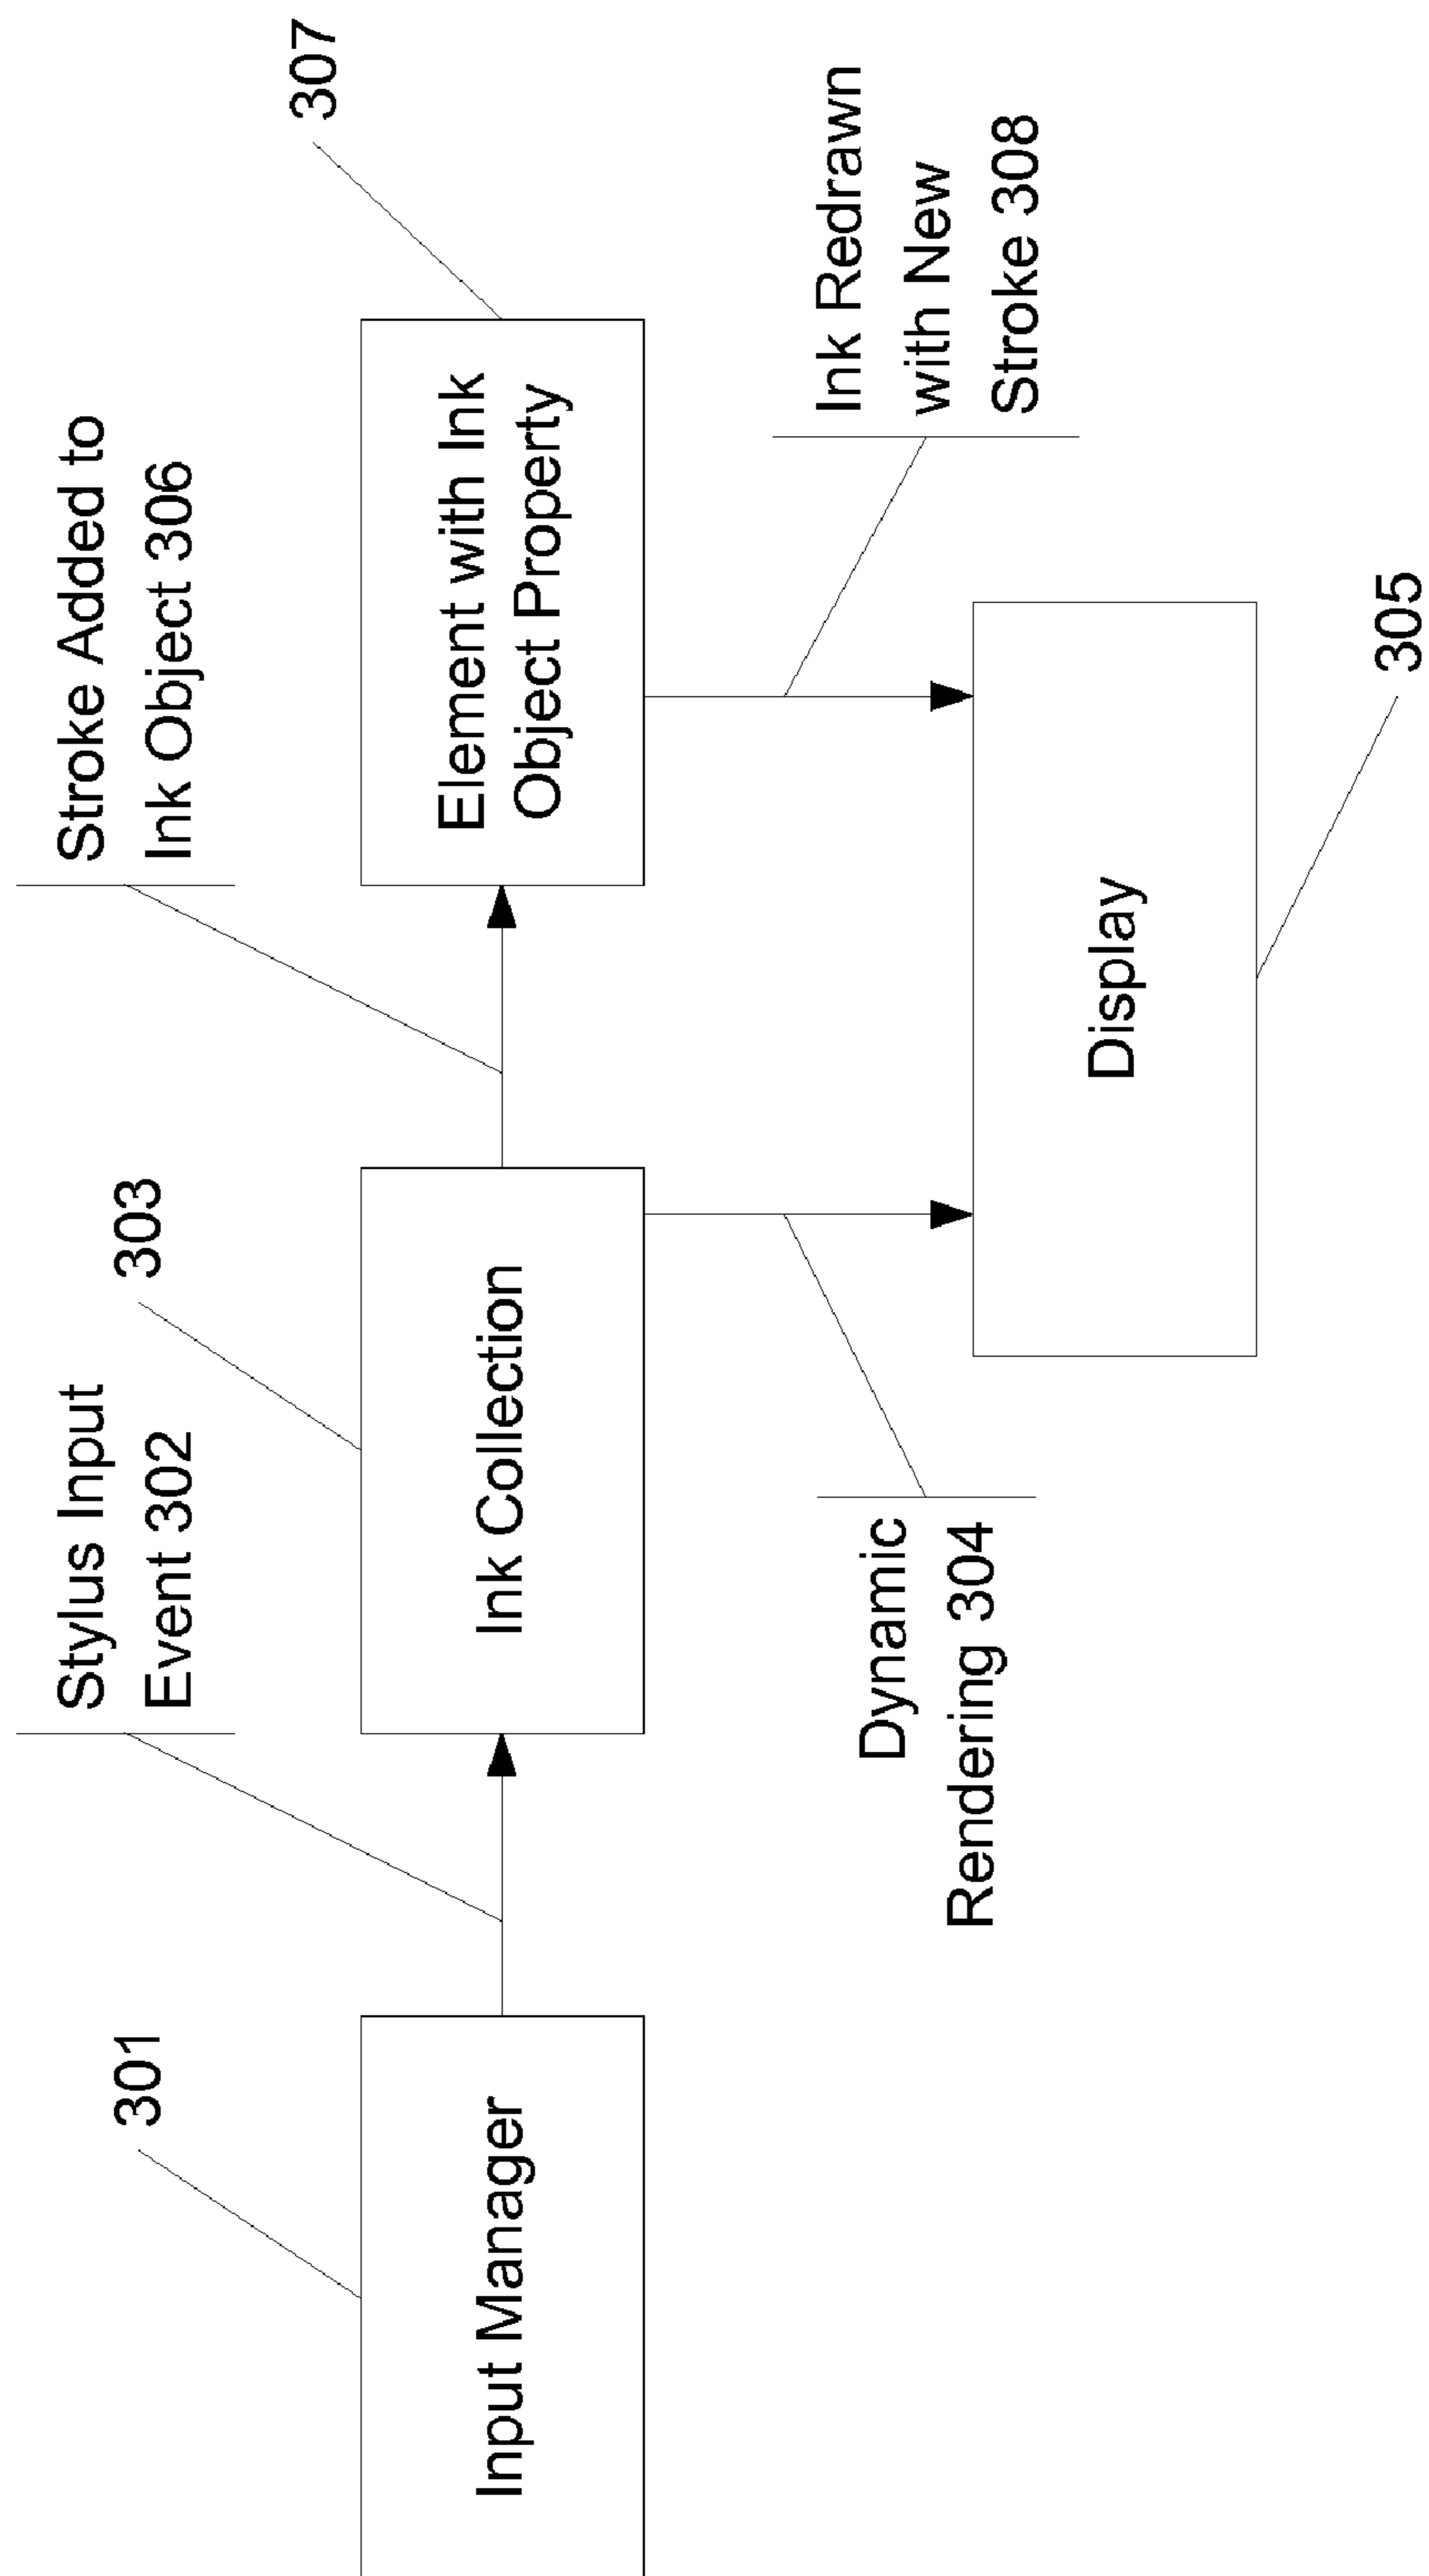 301
Stylus Input
Event 302
303
Stroke Added to
Ink Object 306
307
Input Manager
Ink Collection
Element with Ink
Object Property
Dynamic
Rendering 304
Ink Redrawn
with New
Stroke 308
Display
305